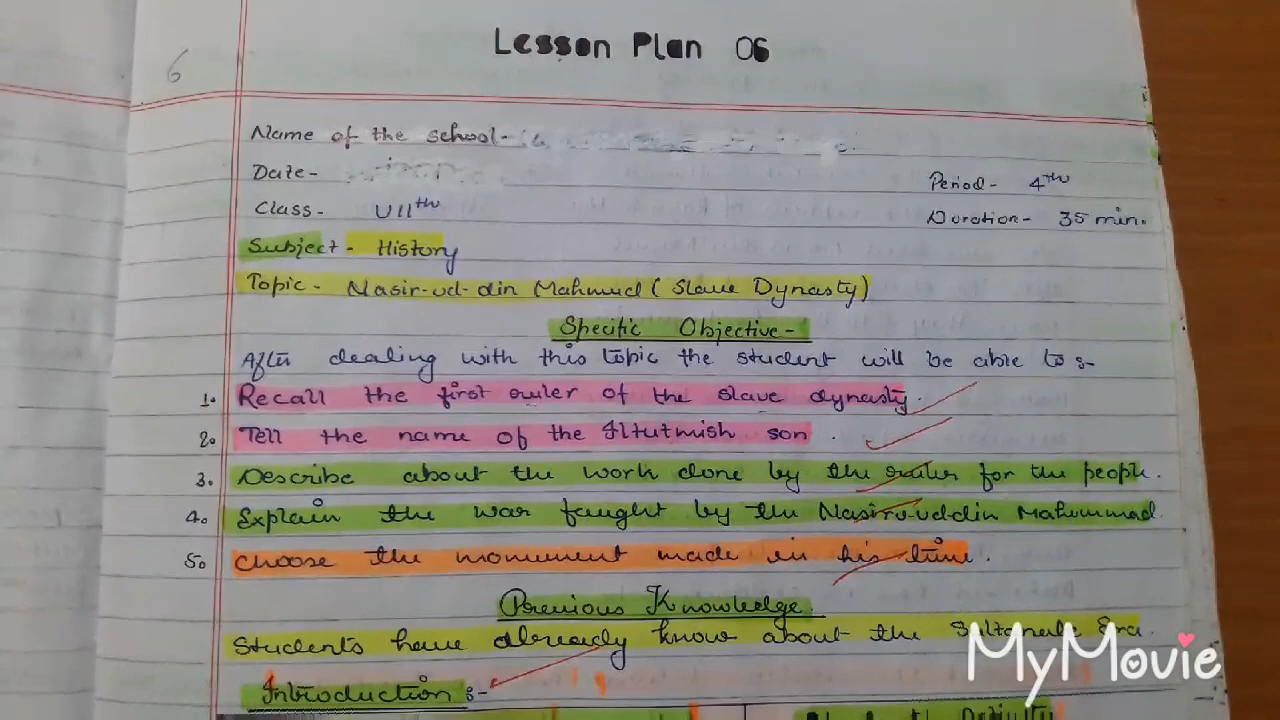 Lesson Plan 06
6
Name of the school-
Date-
Period- 4th
Class- VIIth
Duration- 35 min.
Subject- History
Topic- Nasir-ud-din Mahmud (Slave Dynasty)
Specific Objective-
After dealing with this topic the student will be able to :-
1. Recall the first ruler of the slave dynasty.
2. Tell the name of the Iltutmish son.
3. Describe about the work done by the ruler for the people.
4. Explain the war faught by the Nasiru-uddin Mahummad.
5. Choose the monument made in his time.
Previous Knowledge.
Students have already know about the Sultanate Era.
MyMovie
Introduction :-